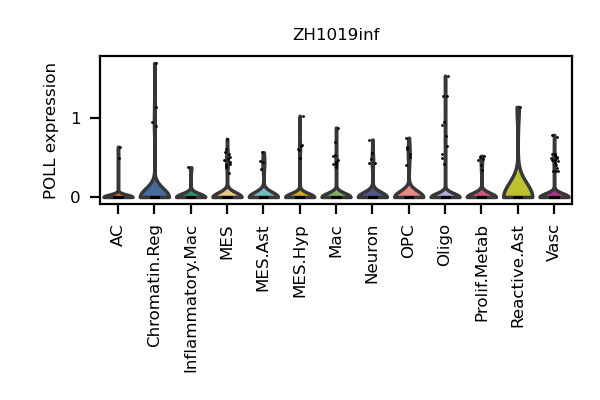 ZH1019inf
POLL expression
1
0
AC
Chromatin.Reg
Inflammatory.Mac
MES
MES.Ast
MES.Hyp
Mac
Neuron
OPC
Oligo
Prolif.Metab
Reactive.Ast
Vasc